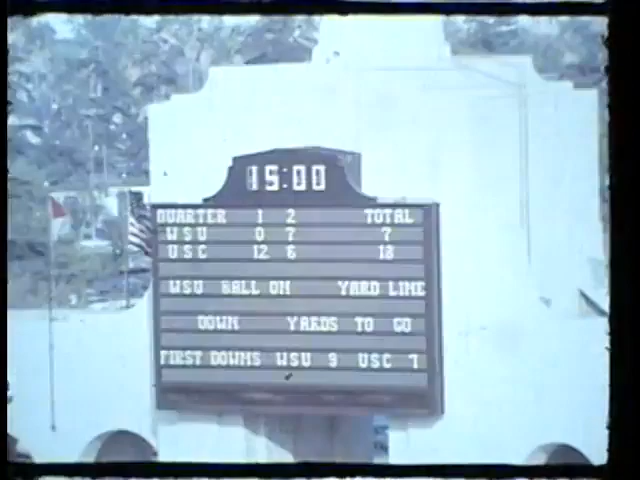 15:00
QUARTER 1 2 TOTAL
WSU 0 7 7
USC 12 6 18
WSU BALL ON YARD LINE
DOWN YARDS TO GO
FIRST DOWNS WSU 9 USC 7